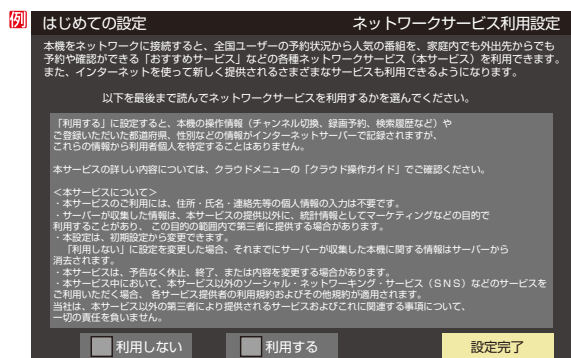 例
はじめての設定 ネットワークサービス利用設定
本機をネットワークに接続すると、全国ユーザーの予約状況から人気の番組を、家庭内でも外出先からでも
予約や確認ができる「おすすめサービス」などの各種ネットワークサービス（本サービス）を利用できます。
また、インターネットを使って新しく提供されるさまざまなサービスも利用できるようになります。
以下を最後まで読んでネットワークサービスを利用するかを選んでください。
「利用する」に設定すると、本機の操作情報（チャンネル切換、録画予約、検索履歴など）や
ご登録いただいた都道府県、性別などの情報がインターネットサーバーで記録されますが、
これらの情報から利用者個人を特定することはありません。
本サービスの詳しい内容については、クラウドメニューの「クラウド操作ガイド」でご確認ください。
＜本サービスについて＞
・本サービスのご利用には、住所・氏名・連絡先等の個人情報の入力は不要です。
・サーバーが収集した情報は、本サービスの提供以外に、統計情報としてマーケティングなどの目的で
利用することがあり、この目的の範囲内で第三者に提供する場合があります。
・本設定は、初期設定から変更できます。
「利用しない」に設定を変更した場合、それまでにサーバーが収集した本機に関する情報はサーバーから
消去されます。
・本サービスは、予告なく休止、終了、または内容を変更する場合があります。
・本サービス中において、本サービス以外のソーシャル・ネットワーキング・サービス（ＳＮＳ）などのサービスを
ご利用いただく場合、各サービス提供者の利用規約およびその他規約が適用されます。
当社は、本サービス以外の第三者により提供されるサービスおよびこれに関連する事項について、
一切の責任を負いません。
利用しない 利用する 設定完了